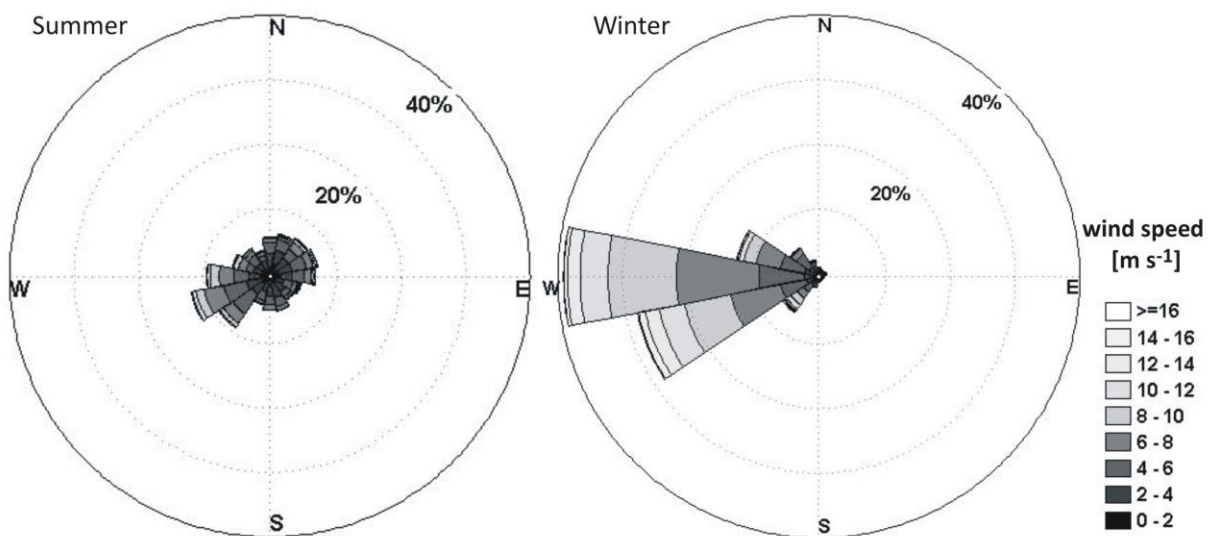 Summer
N
40%
20%
W
E
S
Winter
N
40%
20%
W
E
S
wind speed
[m s-1]
>=16
14 - 16
12 - 14
10 - 12
8 - 10
6 - 8
4 - 6
2 - 4
0 - 2